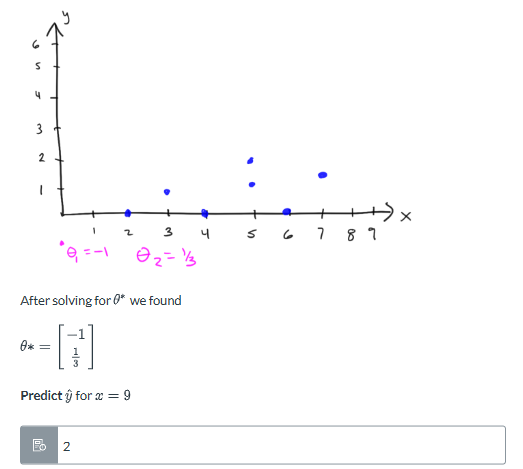 y
6
5
4
3
2
1
x
1 2 3 4 5 6 7 8 9
θ₁ = -1 θ₂ = 1/3
After solving for θ* we found
θ* = [-1
1/3]
Predict ŷ for x = 9
2